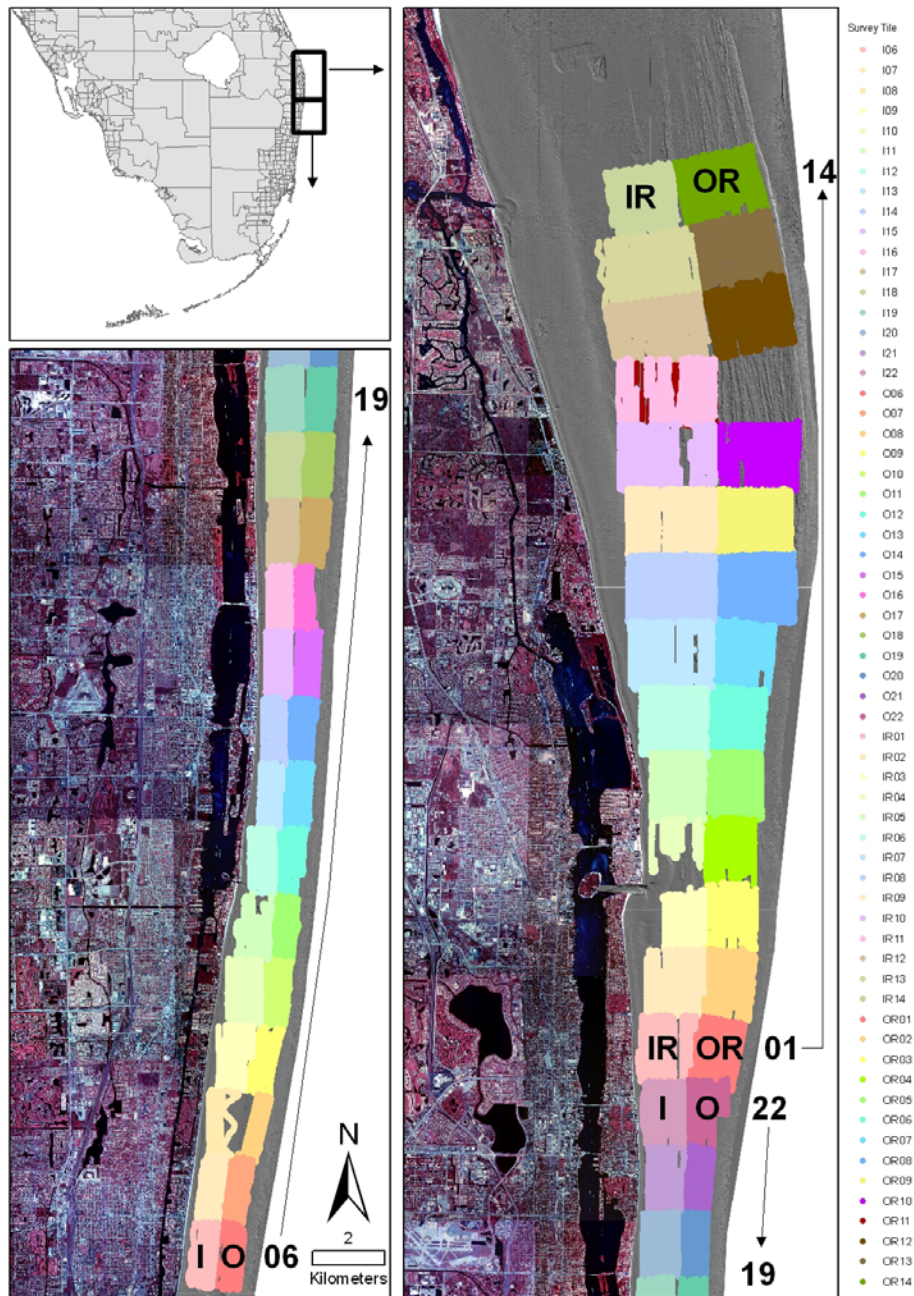 Survey Tile
I06
I07
I08
I09
I10
I11
I12
I13
I14
I15
I16
I17
I18
I19
I20
I21
I22
O06
O07
O08
O09
O10
O11
O12
O13
O14
O15
O16
O17
O18
O19
O20
O21
O22
IR01
IR02
IR03
IR04
IR05
IR06
IR07
IR08
IR09
IR10
IR11
IR12
IR13
IR14
OR01
OR02
OR03
OR04
OR05
OR06
OR07
OR08
OR09
OR10
OR11
OR12
OR13
OR14
14
IR OR
19
IR OR 01
I O 22
19
N
2
Kilometers
I O 06